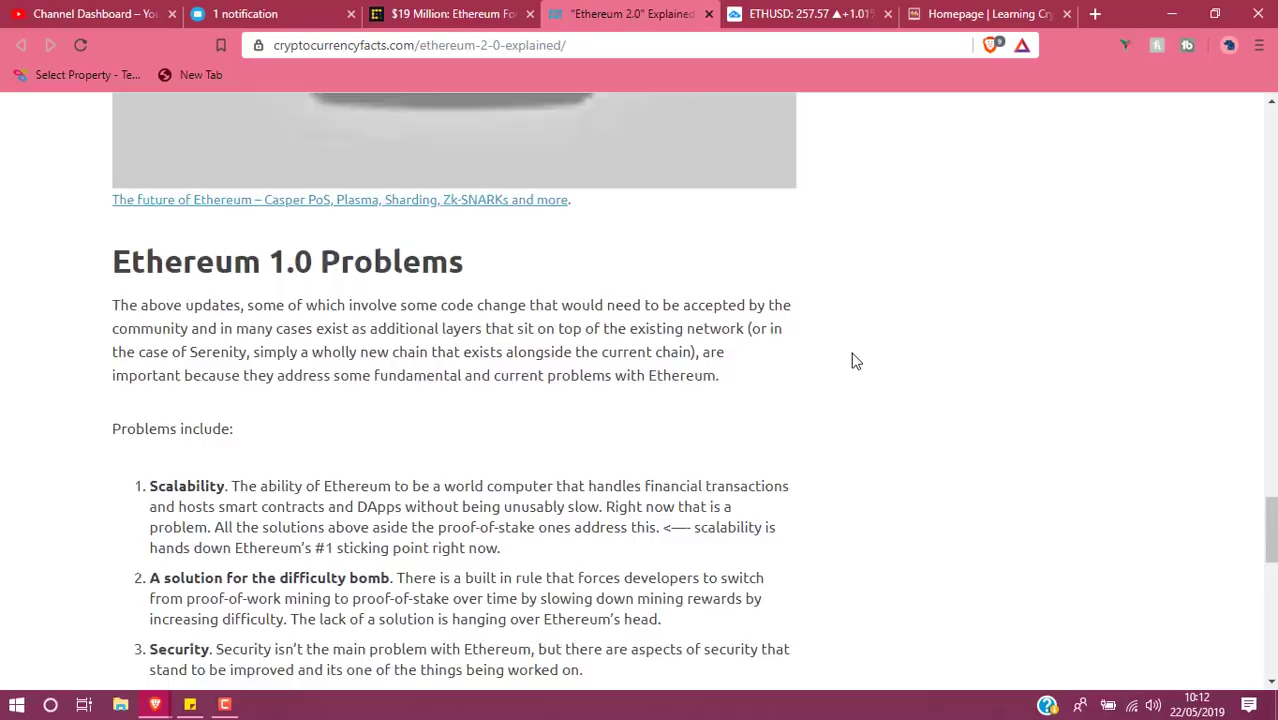 Channel Dashboard – Yo
1 notification
$19 Million: Ethereum Fo
"Ethereum 2.0" Explained
ETHUSD: 257.57 ▲+1.01%
Homepage | Learning Cry
cryptocurrencyfacts.com/ethereum-2-0-explained/
9
Select Property - Te...
New Tab
The future of Ethereum – Casper PoS, Plasma, Sharding, Zk-SNARKs and more.
Ethereum 1.0 Problems
The above updates, some of which involve some code change that would need to be accepted by the
community and in many cases exist as additional layers that sit on top of the existing network (or in
the case of Serenity, simply a wholly new chain that exists alongside the current chain), are
important because they address some fundamental and current problems with Ethereum.
Problems include:
1. Scalability. The ability of Ethereum to be a world computer that handles financial transactions
and hosts smart contracts and DApps without being unusably slow. Right now that is a
problem. All the solutions above aside the proof-of-stake ones address this. <—- scalability is
hands down Ethereum's #1 sticking point right now.
2. A solution for the difficulty bomb. There is a built in rule that forces developers to switch
from proof-of-work mining to proof-of-stake over time by slowing down mining rewards by
increasing difficulty. The lack of a solution is hanging over Ethereum's head.
3. Security. Security isn't the main problem with Ethereum, but there are aspects of security that
stand to be improved and its one of the things being worked on.
10:12
22/05/2019